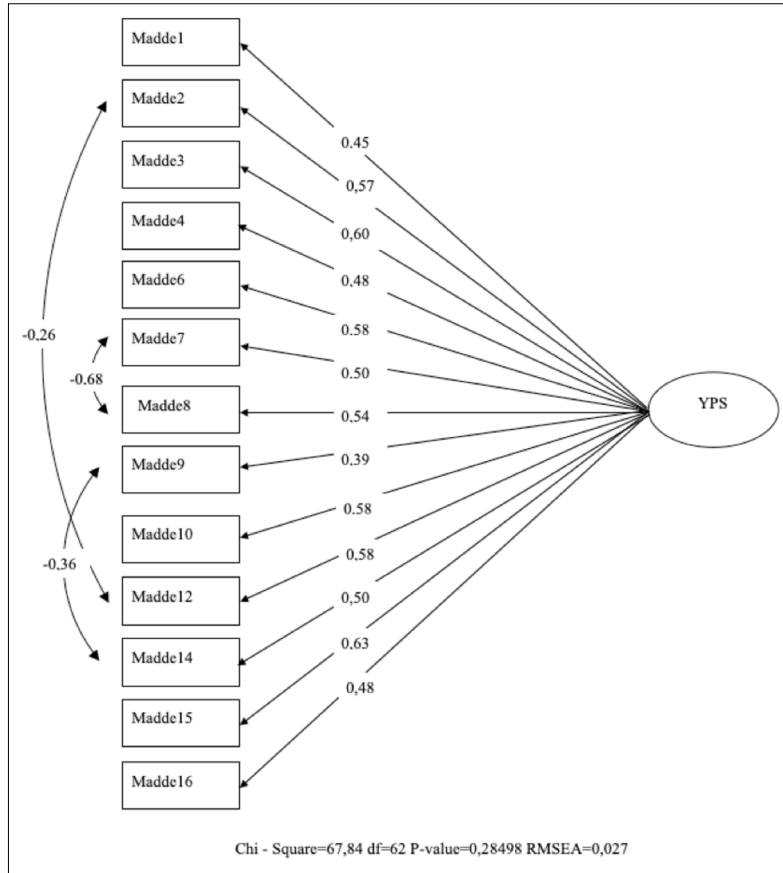 Madde1
0.45
Madde2
0,57
Madde3
0,60
Madde4
0.48
Madde6
0.58
-0.26
Madde7
0.50
-0.68
Madde8
0.54
YPS
Madde9
0.39
Madde10
0.58
-0.36
0,58
Madde12
0,50
Madde14
0,63
Madde15
0,48
Madde16
Chi - Square=67,84 df=62 P-value=0,28498 RMSEA=0,027